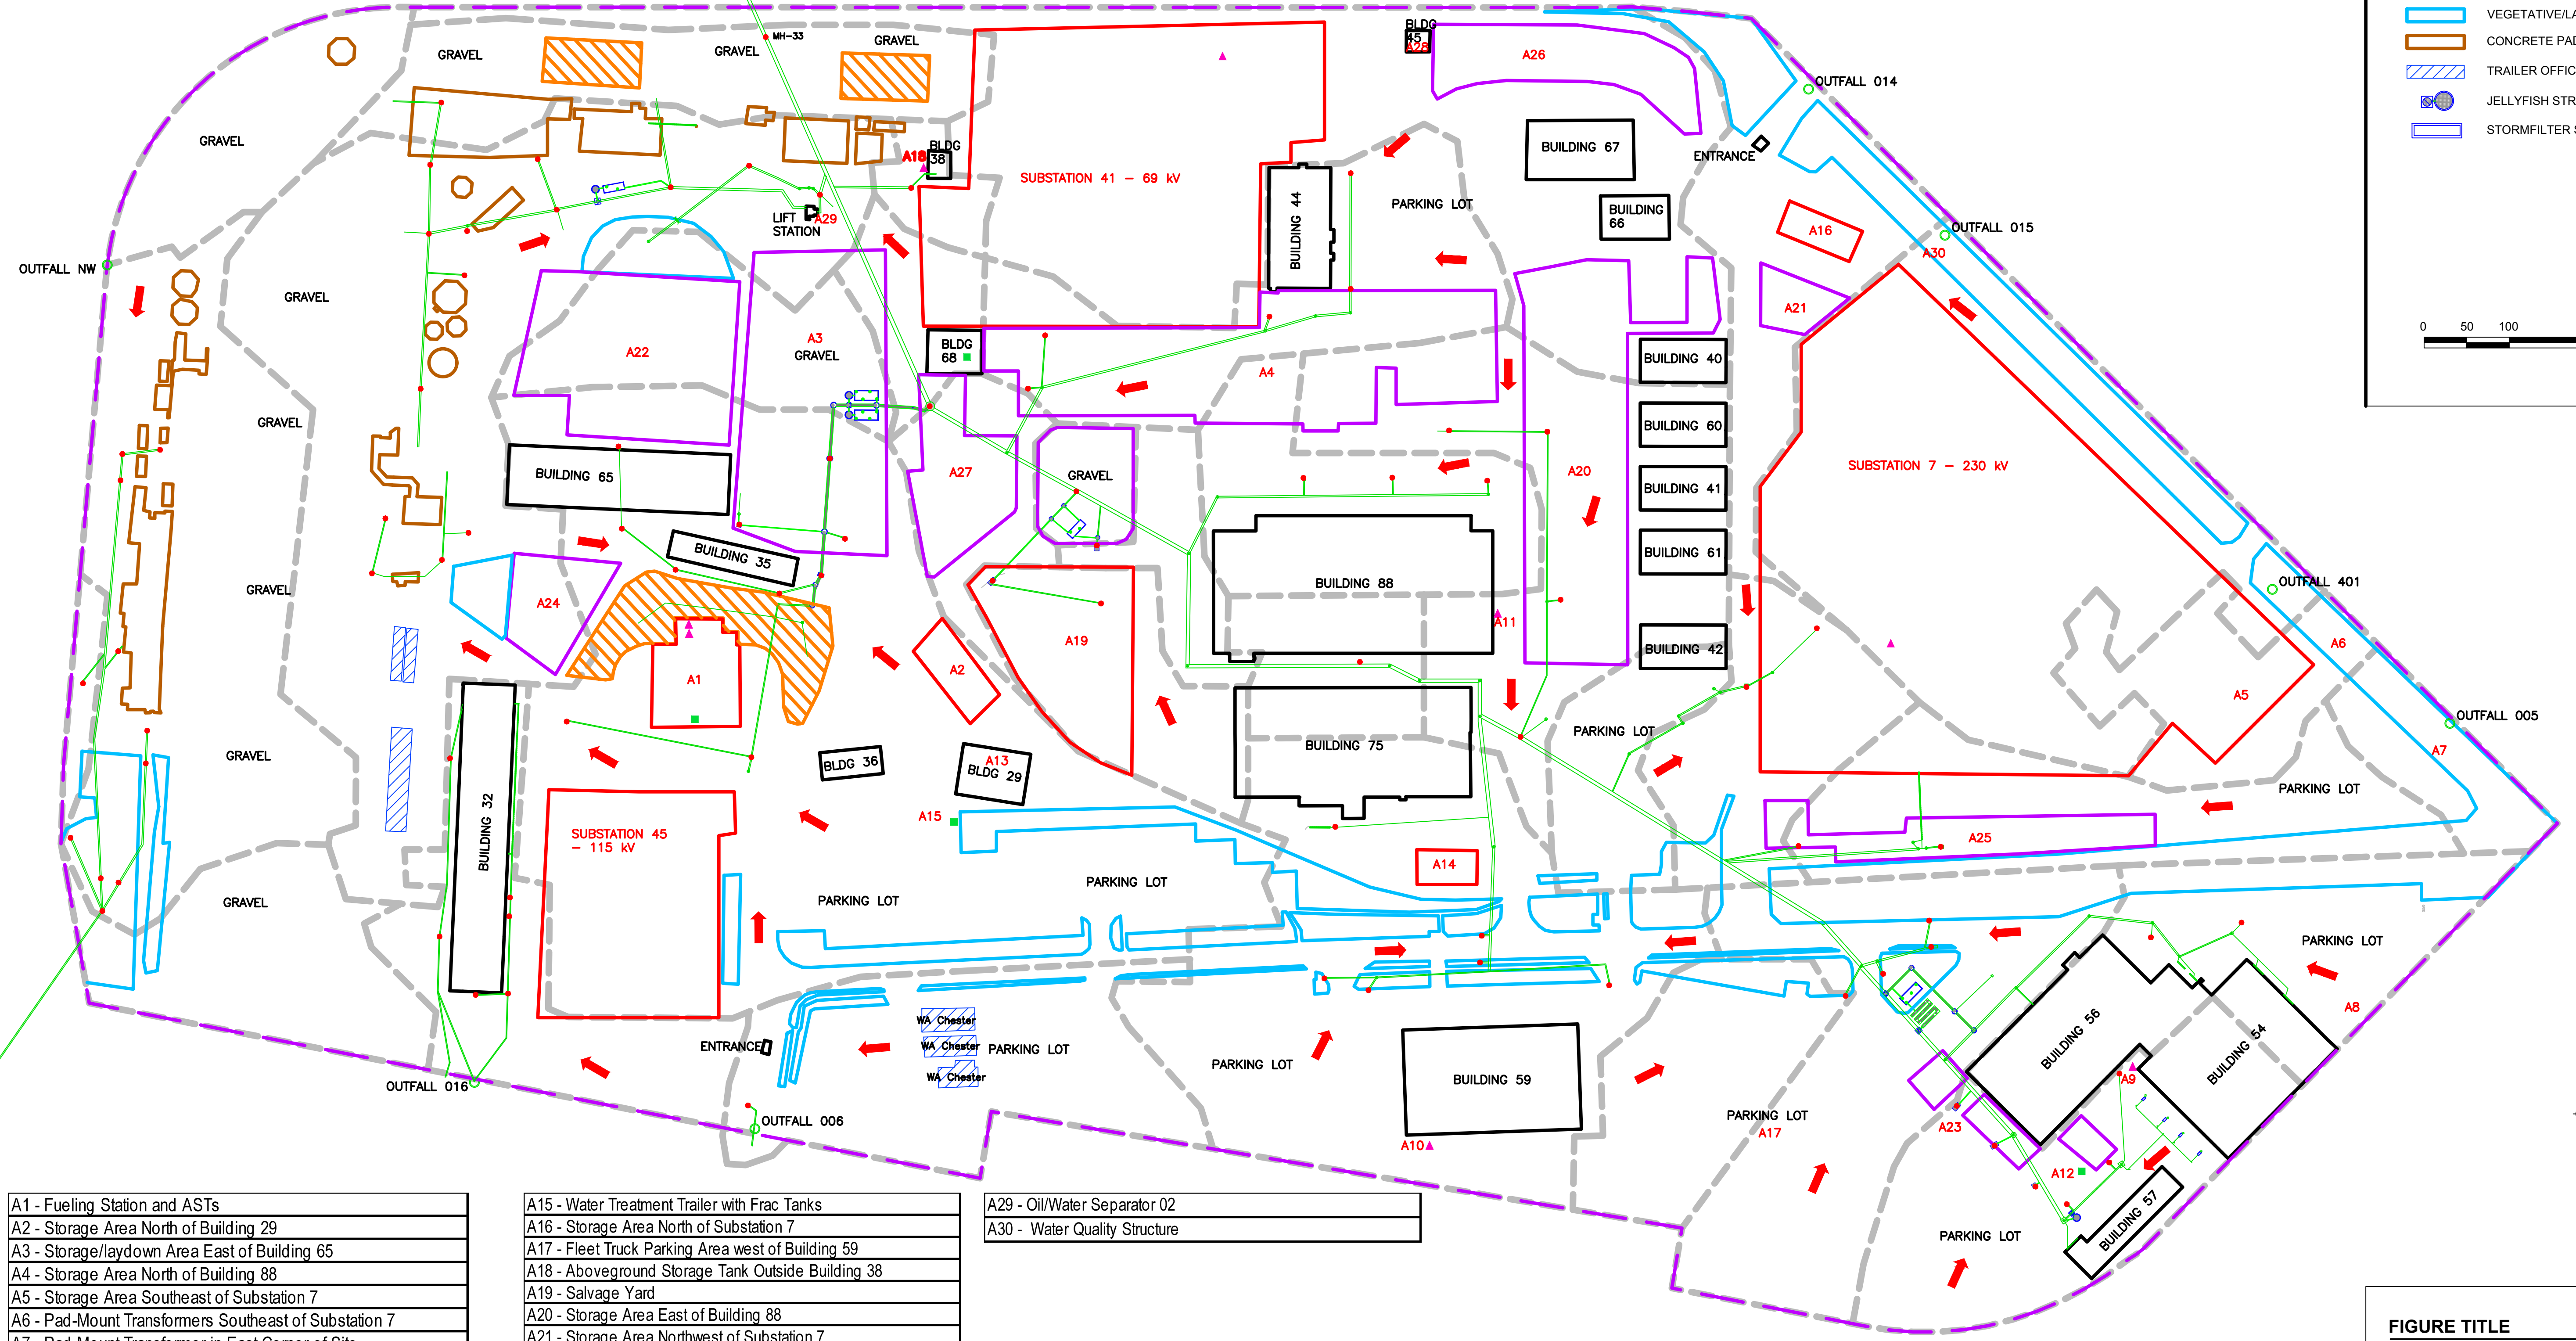 VEGETATIVE/LA
CONCRETE PAD
TRAILER OFFIC
JELLYFISH STR
STORMFILTER S
0 50 100
MH-33
GRAVEL
GRAVEL
GRAVEL
BLDG
45
A28
A26
OUTFALL 014
GRAVEL
BLDG
38
A18
SUBSTATION 41 - 69 kV
BUILDING 67
ENTRANCE
LIFT
STATION
A29
BUILDING 44
PARKING LOT
BUILDING
66
A16
OUTFALL 015
A30
OUTFALL NW
GRAVEL
A21
A22
A3
GRAVEL
BLDG
68
A4
BUILDING 40
GRAVEL
BUILDING 60
BUILDING 65
A27
GRAVEL
A20
BUILDING 41
SUBSTATION 7 - 230 kV
BUILDING 35
BUILDING 61
BUILDING 88
GRAVEL
A24
OUTFALL 401
A11
A19
BUILDING 42
A6
A1
A2
A5
OUTFALL 005
PARKING LOT
A7
GRAVEL
BLDG 36
A13
BLDG 29
BUILDING 75
PARKING LOT
A15
BUILDING 32
SUBSTATION 45
- 115 kV
A25
A14
PARKING LOT
PARKING LOT
GRAVEL
PARKING LOT
A8
WA Chester
WA Chester
WA Chester
ENTRANCE
PARKING LOT
PARKING LOT
BUILDING 59
BUILDING 56
BUILDING 54
OUTFALL 016
A9
OUTFALL 006
A10
PARKING LOT
A17
A23
A12
BUILDING 57
PARKING LOT
A1 - Fueling Station and ASTs
A2 - Storage Area North of Building 29
A3 - Storage/laydown Area East of Building 65
A4 - Storage Area North of Building 88
A5 - Storage Area Southeast of Substation 7
A6 - Pad-Mount Transformers Southeast of Substation 7
A7 - Pad-Mount Transformer in East Corner of Site
A15 - Water Treatment Trailer with Frac Tanks
A16 - Storage Area North of Substation 7
A17 - Fleet Truck Parking Area west of Building 59
A18 - Aboveground Storage Tank Outside Building 38
A19 - Salvage Yard
A20 - Storage Area East of Building 88
A21 - Storage Area Northwest of Substation 7
A29 - Oil/Water Separator 02
A30 - Water Quality Structure
FIGURE TITLE